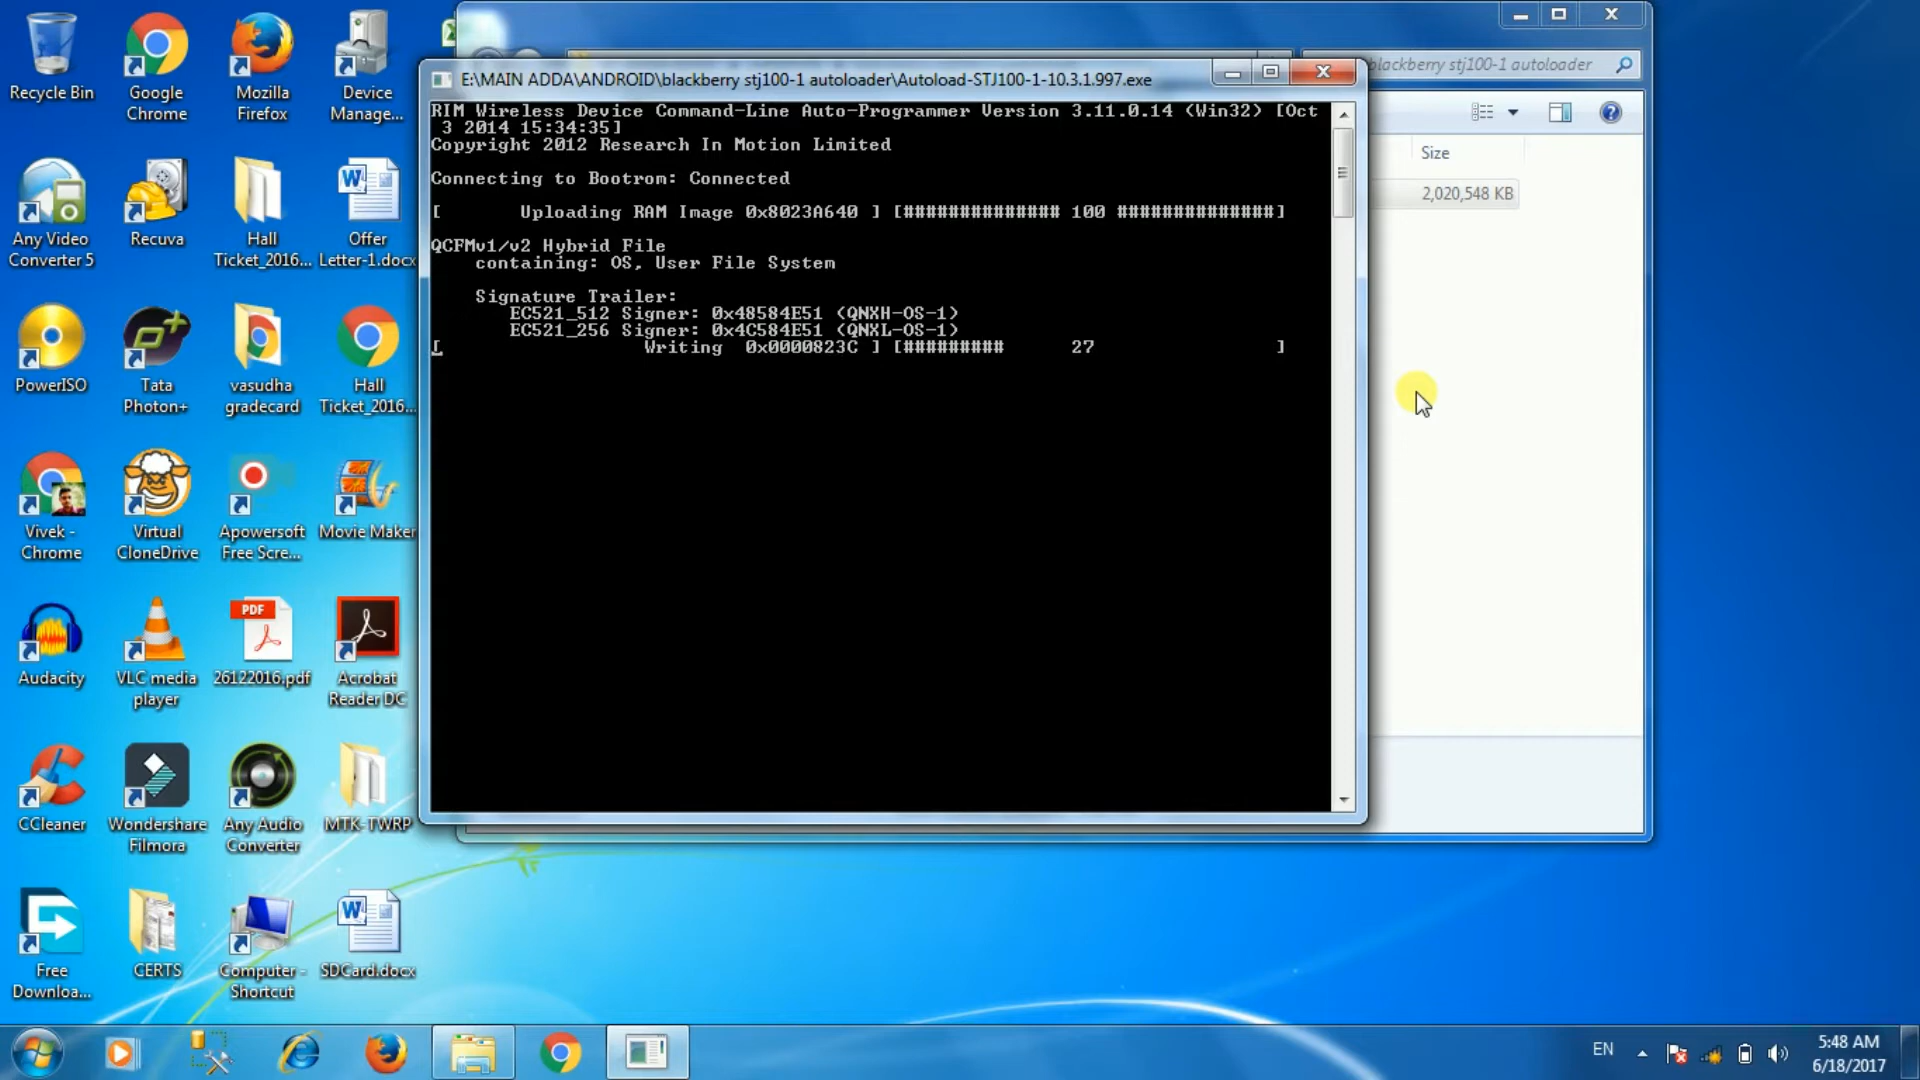 Recycle Bin
Google
Chrome
Mozilla
Firefox
Device
Manage...
Any Video
Converter 5
Recuva
Hall
Ticket_2016...
Offer
Letter-1.docx
PowerISO
Tata
Photon+
vasudha
gradecard
Hall
Ticket_2016...
Vivek -
Chrome
Virtual
CloneDrive
Apowersoft
Free Scre...
Movie Maker
Audacity
VLC media
player
PDF
26122016.pdf
Acrobat
Reader DC
CCleaner
Wondershare
Filmora
Any Audio
Converter
MTK-TWRP
Free
Downloa...
CERTS
Computer -
Shortcut
SDCard.docx
blackberry stj100-1 autoloader
Size
2,020,548 KB
E:\MAIN ADDA\ANDROID\blackberry stj100-1 autoloader\Autoload-STJ100-1-10.3.1.997.exe
RIM Wireless Device Command-Line Auto-Programmer Version 3.11.0.14 (Win32) [Oct
3 2014 15:34:35]
Copyright 2012 Research In Motion Limited
Connecting to Bootrom: Connected
[ Uploading RAM Image 0x8023A640 ] [############## 100 ##############]
QCFMv1/v2 Hybrid File
containing: OS, User File System
Signature Trailer:
EC521_512 Signer: 0x48584E51 (QNXH-OS-1)
EC521_256 Signer: 0x4C584E51 (QNXL-OS-1)
[ Writing 0x0000823C ] [######### 27 ]
EN
5:48 AM
6/18/2017